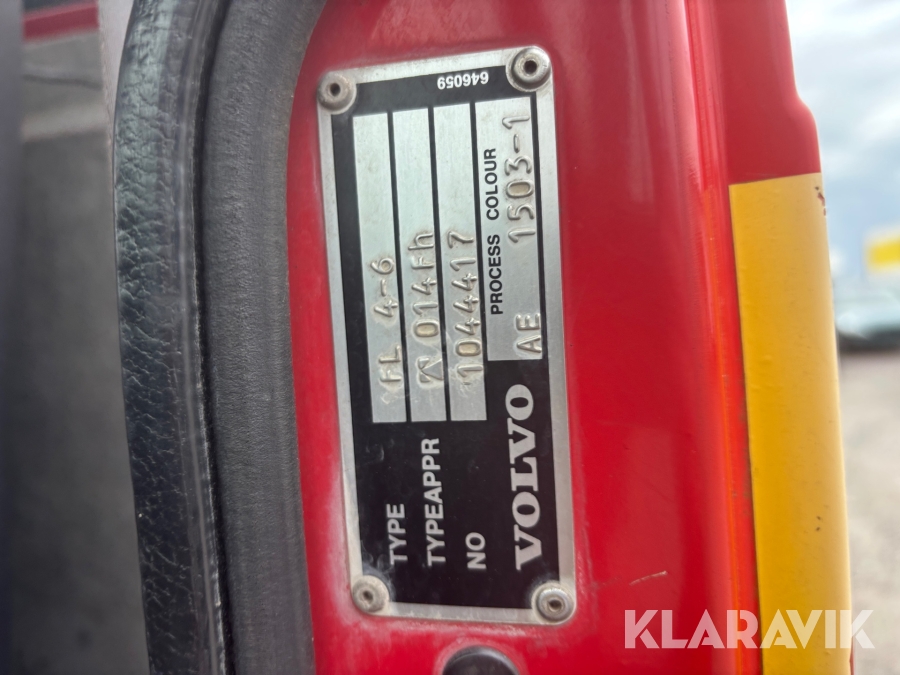 646059
TYPE FL 4-6
TYPEAPPR 014Fh
NO 1044417
PROCESS COLOUR
VOLVO AE 1503-1
KLARAVIK